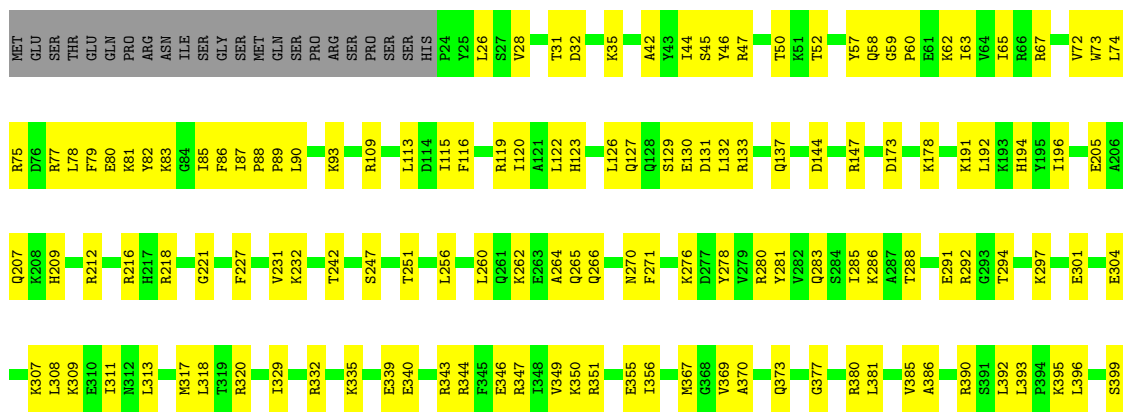 MET GLU SER SER THR GLU GLN PRO ARG ASN ILE SER GLY SER MET GLN SER PRO ARG SER PRO SER SER HIS P24 Y25 L26 S27 V28 T31 D32 K35 A42 Y43 I44 S45 Y46 R47 T50 K51 T52 Y57 Q58 G59 P60 E61 K62 I63 V64 I65 R66 R67 V72 W73 L74
R75 D76 R77 L78 F79 E80 K81 Y82 K83 G84 I85 F86 I87 P88 P89 L90 K93 R109 L113 D114 I115 F116 R119 I120 A121 L122 H123 L126 Q127 Q128 S129 E130 D131 L132 R133 Q137 D144 R147 D173 K178 K191 L192 K193 H194 Y195 I196 E205 A206
Q207 K208 H209 R212 R216 H217 R218 G221 F227 V231 K232 T242 S247 T251 L256 L260 Q261 K262 E263 A264 Q265 Q266 N270 F271 K276 D277 Y278 V279 R280 Y281 V282 Q283 S284 I285 K286 A287 T288 E291 R292 G293 T294 K297 E301 E304
K307 L308 K309 E310 I311 N312 L313 M317 L318 T319 R320 I329 R332 K335 E339 E340 R343 R344 F345 E346 R347 I348 V349 K350 R351 E355 I356 M367 G368 V369 A370 Q373 G377 R380 L381 V385 A386 R390 S391 L392 L393 P394 K395 L396 S399